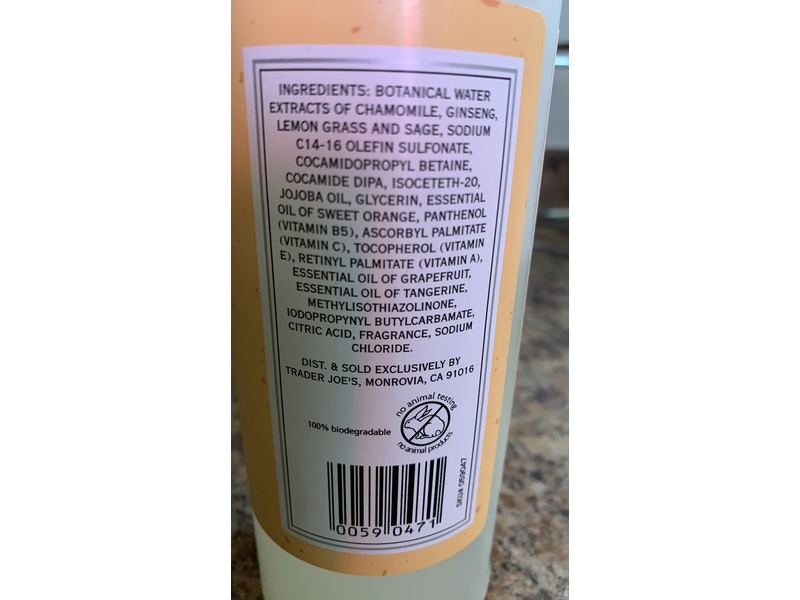 INGREDIENTS: BOTANICAL WATER
EXTRACTS OF CHAMOMILE, GINSENG,
LEMON GRASS AND SAGE, SODIUM
C14-16 OLEFIN SULFONATE,
COCAMIDOPROPYL BETAINE,
COCAMIDE DIPA, ISOCETETH-20,
JOJOBA OIL, GLYCERIN, ESSENTIAL
OIL OF SWEET ORANGE, PANTHENOL
(VITAMIN B5), ASCORBYL PALMITATE
(VITAMIN C), TOCOPHEROL (VITAMIN
E), RETINYL PALMITATE (VITAMIN A),
ESSENTIAL OIL OF GRAPEFRUIT,
ESSENTIAL OIL OF TANGERINE,
METHYLISOTHIAZOLINONE,
IODOPROPYNYL BUTYLCARBAMATE,
CITRIC ACID, FRAGRANCE, SODIUM
CHLORIDE.
DIST. & SOLD EXCLUSIVELY BY
TRADER JOE'S, MONROVIA, CA 91016
no animal testing
100% biodegradable
no animal products
SKU# 059047
0059 0471